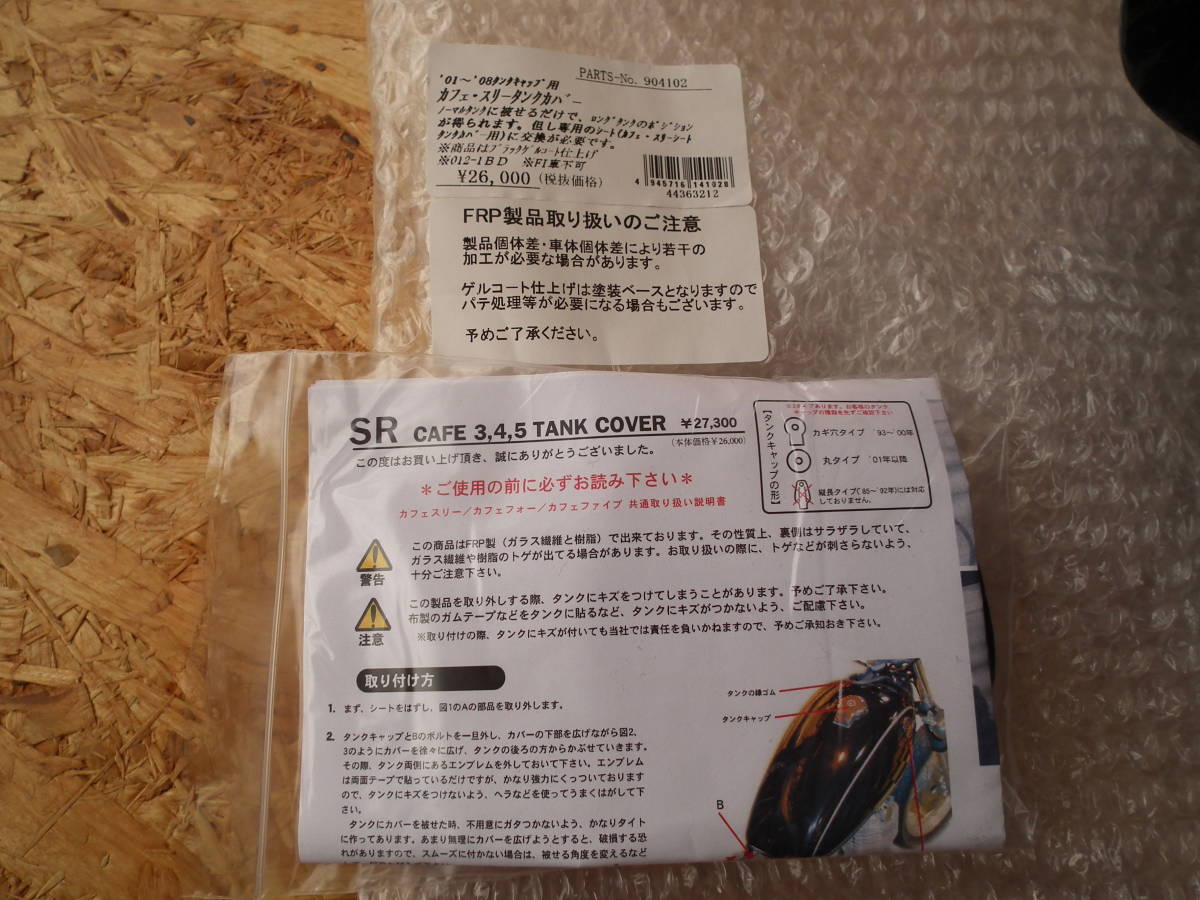 '01～'08ﾀﾝｸｷｬｯﾌﾟ用
PARTS-No. 904102
カフェ・スリータンクカバー
ノーマルタンクに被せるだけで、ﾛﾝｸﾞﾀﾝｸのﾎﾟｼﾞｼｮﾝ
が得られます。但し専用のｼｰﾄ(ｶﾌｪ・ｽﾘｰｼｰﾄ
ﾀﾝｸｶﾊﾞｰ用)に交換が必要です。
※商品はﾌﾞﾗｯｸｹﾞﾙｺｰﾄ仕上げ
※012-1BD ※FI車不可
¥26,000 (税抜価格)
4 945716 141028
44363212
FRP製品取り扱いのご注意
製品個体差・車体個体差により若干の
加工が必要な場合があります。
ゲルコート仕上げは塗装ベースとなりますので
パテ処理等が必要になる場合もございます。
予めご了承ください。
SR CAFE 3,4,5 TANK COVER ¥27,300
(本体価格¥26,000)
この度はお買い上げ頂き、誠にありがとうございました。
＊ご使用の前に必ずお読み下さい＊
カフェスリー／カフェフォー／カフェファイブ 共通取り扱い説明書
【タンクキャップの形】
カギ穴タイプ '93～'00年
丸タイプ '01年以降
縦長タイプ('85～'92年)には対応
しておりません。
警告
この商品はFRP製（ガラス繊維と樹脂）で出来ております。その性質上、裏側はサラザラしていて、
ガラス繊維や樹脂のトゲが出てる場合があります。お取り扱いの際に、トゲなどが刺さらないよう、
十分ご注意下さい。
注意
この製品を取り外しする際、タンクにキズをつけてしまうことがあります。予めご了承下さい。
布製のガムテープなどをタンクに貼るなど、タンクにキズがつかないよう、ご配慮下さい。
※取り付けの際、タンクにキズが付いても当社では責任を負いかねますので、予めご承知おき下さい。
取り付け方
1. まず、シートをはずし、図1のAの部品を取り外します。
2. タンクキャップとBのボルトを一旦外し、カバーの下部を広げながら図2、
3のようにカバーを徐々に広げ、タンクの後ろの方からかぶせていきます。
その際、タンク両側にあるエンブレムを外しておいて下さい。エンブレム
は両面テープで貼っているだけですが、かなり強力にくっついております
ので、タンクにキズをつけないよう、ヘラなどを使ってうまくはがして下
さい。
タンクにカバーを被せた時、不用意にガタつかないよう、かなりタイト
に作ってあります。あまり無理にカバーを広げようとすると、破損する恐
れがありますので、スムーズに付かない場合は、被せる角度を変えるなど
タンクの縁ゴム
タンクキャップ
B